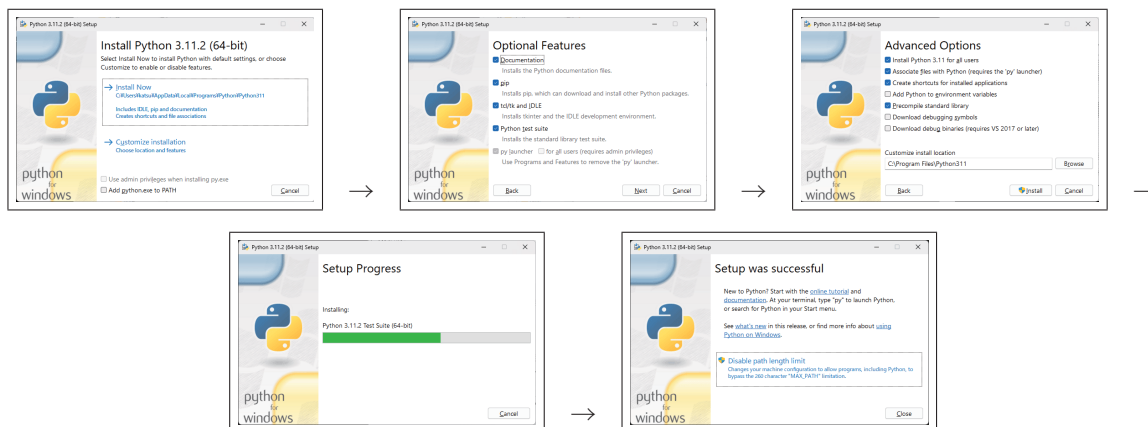 Python 3.11.2 (64-bit) Setup
Install Python 3.11.2 (64-bit)
Select Install Now to install Python with default settings, or choose
Customize to enable or disable features.
→ Install Now
C:¥Users¥katsu¥AppData¥Local¥Programs¥Python¥Python311
Includes IDLE, pip and documentation
Creates shortcuts and file associations
→ Customize installation
Choose location and features
Use admin privileges when installing py.exe
Add python.exe to PATH
Cancel
python
for
windows
→
Python 3.11.2 (64-bit) Setup
Optional Features
Documentation
Installs the Python documentation files.
pip
Installs pip, which can download and install other Python packages.
tcl/tk and IDLE
Installs tkinter and the IDLE development environment.
Python test suite
Installs the standard library test suite.
py launcher for all users (requires admin privileges)
Use Programs and Features to remove the 'py' launcher.
Back Next Cancel
python
for
windows
→
Python 3.11.2 (64-bit) Setup
Advanced Options
Install Python 3.11 for all users
Associate files with Python (requires the 'py' launcher)
Create shortcuts for installed applications
Add Python to environment variables
Precompile standard library
Download debugging symbols
Download debug binaries (requires VS 2017 or later)
Customize install location
C:\Program Files\Python311
Browse
Back Install Cancel
python
for
windows
Python 3.11.2 (64-bit) Setup
Setup Progress
Installing:
Python 3.11.2 Test Suite (64-bit)
Cancel
python
for
windows
→
Python 3.11.2 (64-bit) Setup
Setup was successful
New to Python? Start with the online tutorial and
documentation. At your terminal, type "py" to launch Python,
or search for Python in your Start menu.
See what's new in this release, or find more info about using
Python on Windows.
Disable path length limit
Changes your machine configuration to allow programs, including Python, to
bypass the 260 character "MAX_PATH" limitation.
Close
python
for
windows